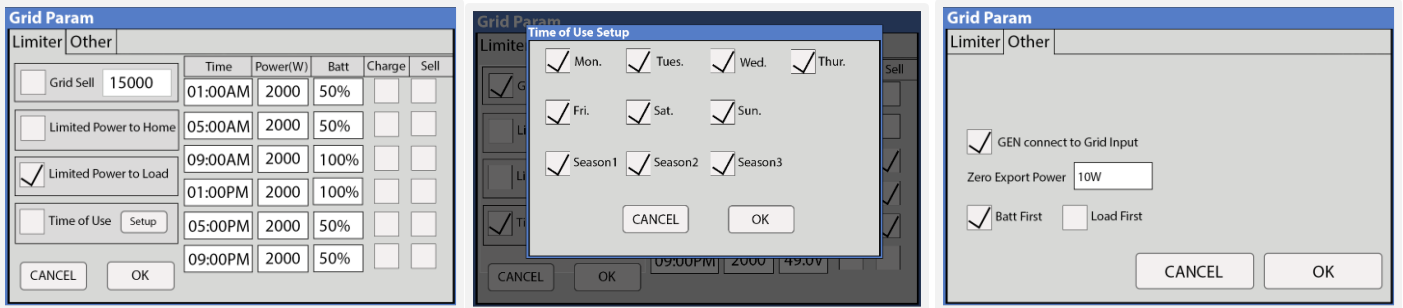 Grid Param
Limiter Other
Time Power(W) Batt Charge Sell
Grid Sell 15000
01:00AM 2000 50%
Limited Power to Home
05:00AM 2000 50%
09:00AM 2000 100%
Limited Power to Load
01:00PM 2000 100%
Time of Use Setup
05:00PM 2000 50%
09:00PM 2000 50%
CANCEL OK
Grid Param
Time of Use Setup
Sell
Mon. Tues. Wed. Thur.
Fri. Sat. Sun.
Season1 Season2 Season3
CANCEL OK
09:00PM 2000 49.0V
CANCEL OK
Grid Param
Limiter Other
GEN connect to Grid Input
Zero Export Power 10W
Batt First Load First
CANCEL OK